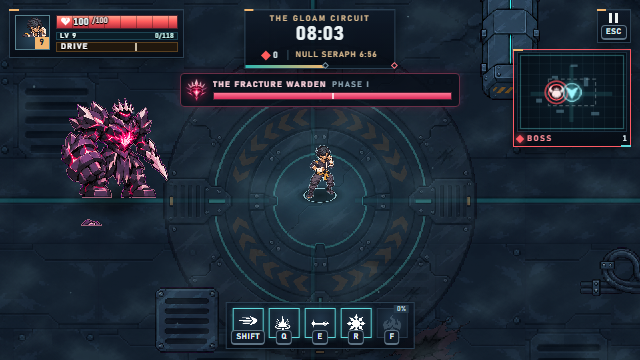 100/100
9
LV 9
0/118
DRIVE
THE GLOAM CIRCUIT
08:03
0
NULL SERAPH 6:56
ESC
THE FRACTURE WARDEN PHASE I
BOSS
1
0%
SHIFT
Q
E
R
F